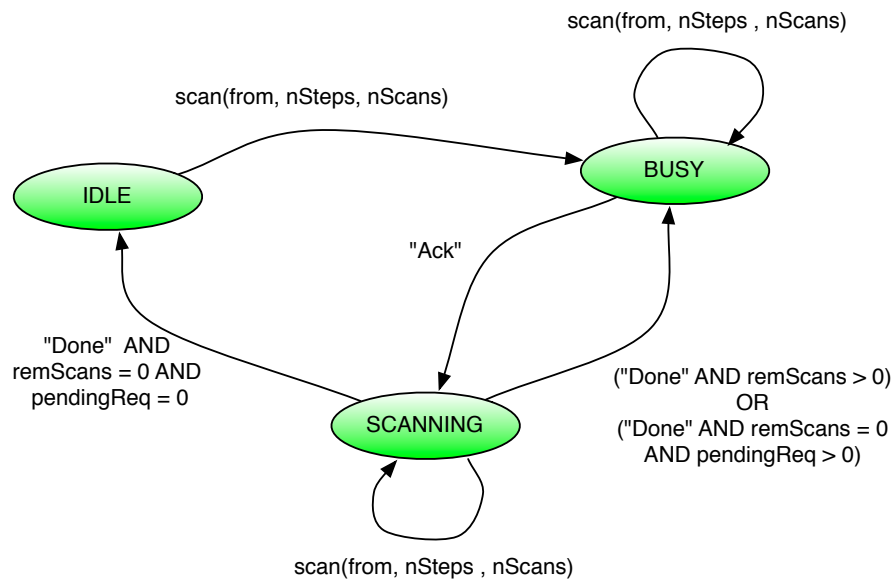 scan(from, nSteps , nScans)
scan(from, nSteps, nScans)
BUSY
IDLE
"Ack"
"Done"  AND
remScans = 0 AND
pendingReq = 0
("Done" AND remScans > 0)
OR
("Done" AND remScans = 0
AND pendingReq > 0)
SCANNING
scan(from, nSteps , nScans)